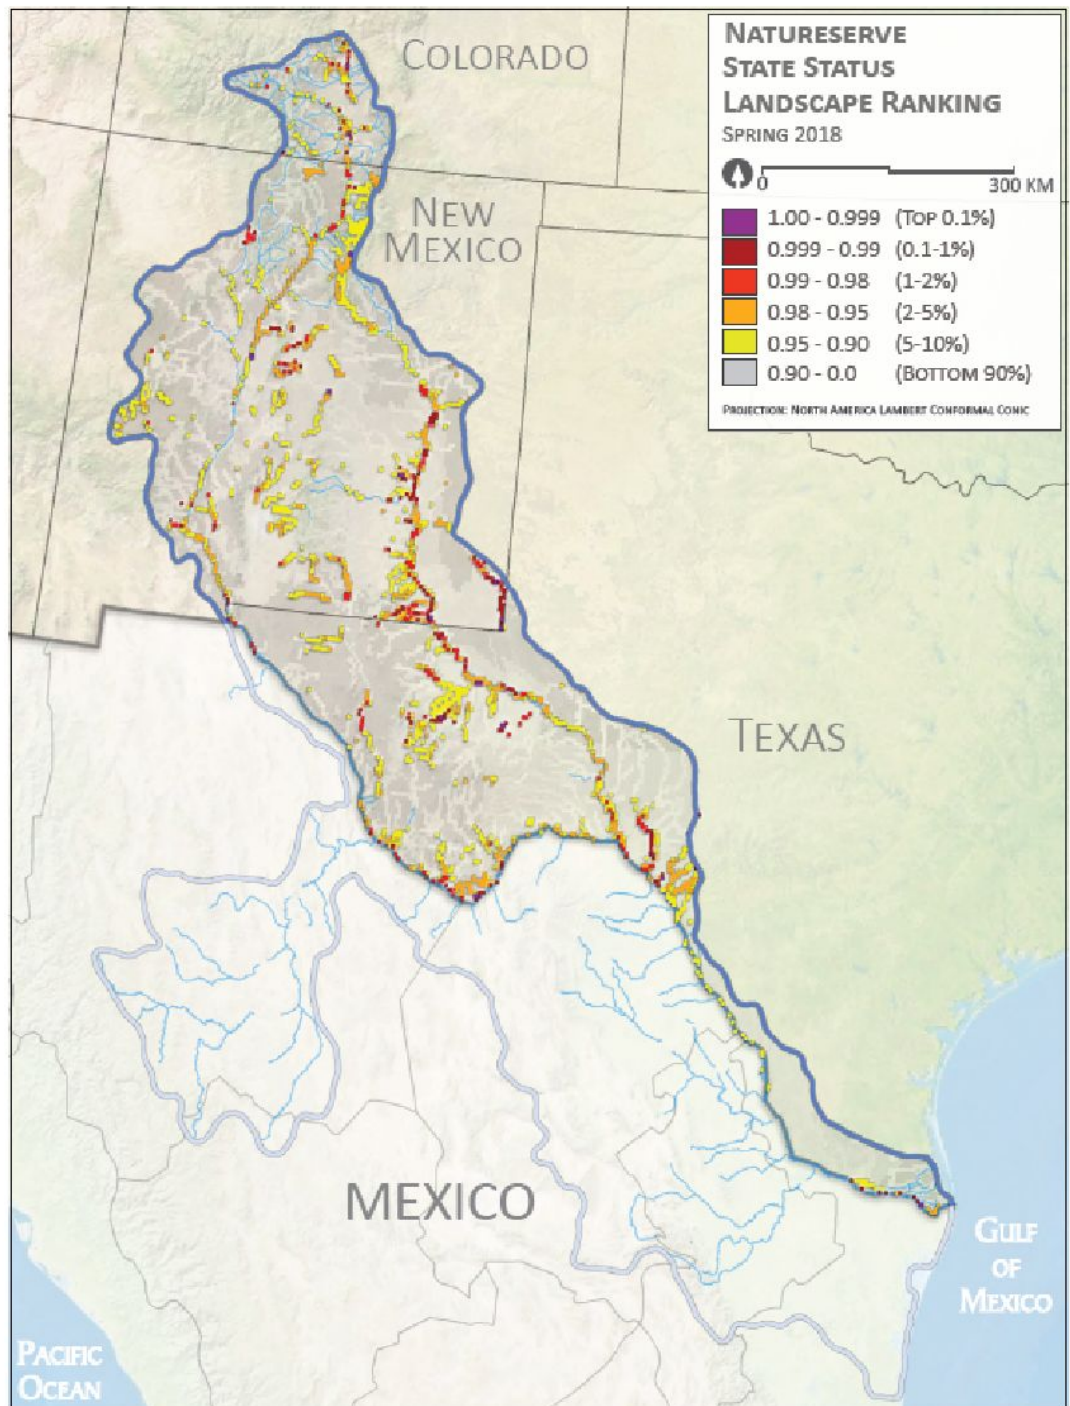 NATURESERVE
STATE STATUS
LANDSCAPE RANKING
SPRING 2018
0 300 KM
1.00 - 0.999 (TOP 0.1%)
0.999 - 0.99 (0.1-1%)
0.99 - 0.98 (1-2%)
0.98 - 0.95 (2-5%)
0.95 - 0.90 (5-10%)
0.90 - 0.0 (BOTTOM 90%)
PROJECTION: NORTH AMERICA LAMBERT CONFORMAL CONIC
COLORADO
NEW
MEXICO
TEXAS
MEXICO
GULF
OF
MEXICO
PACIFIC
OCEAN